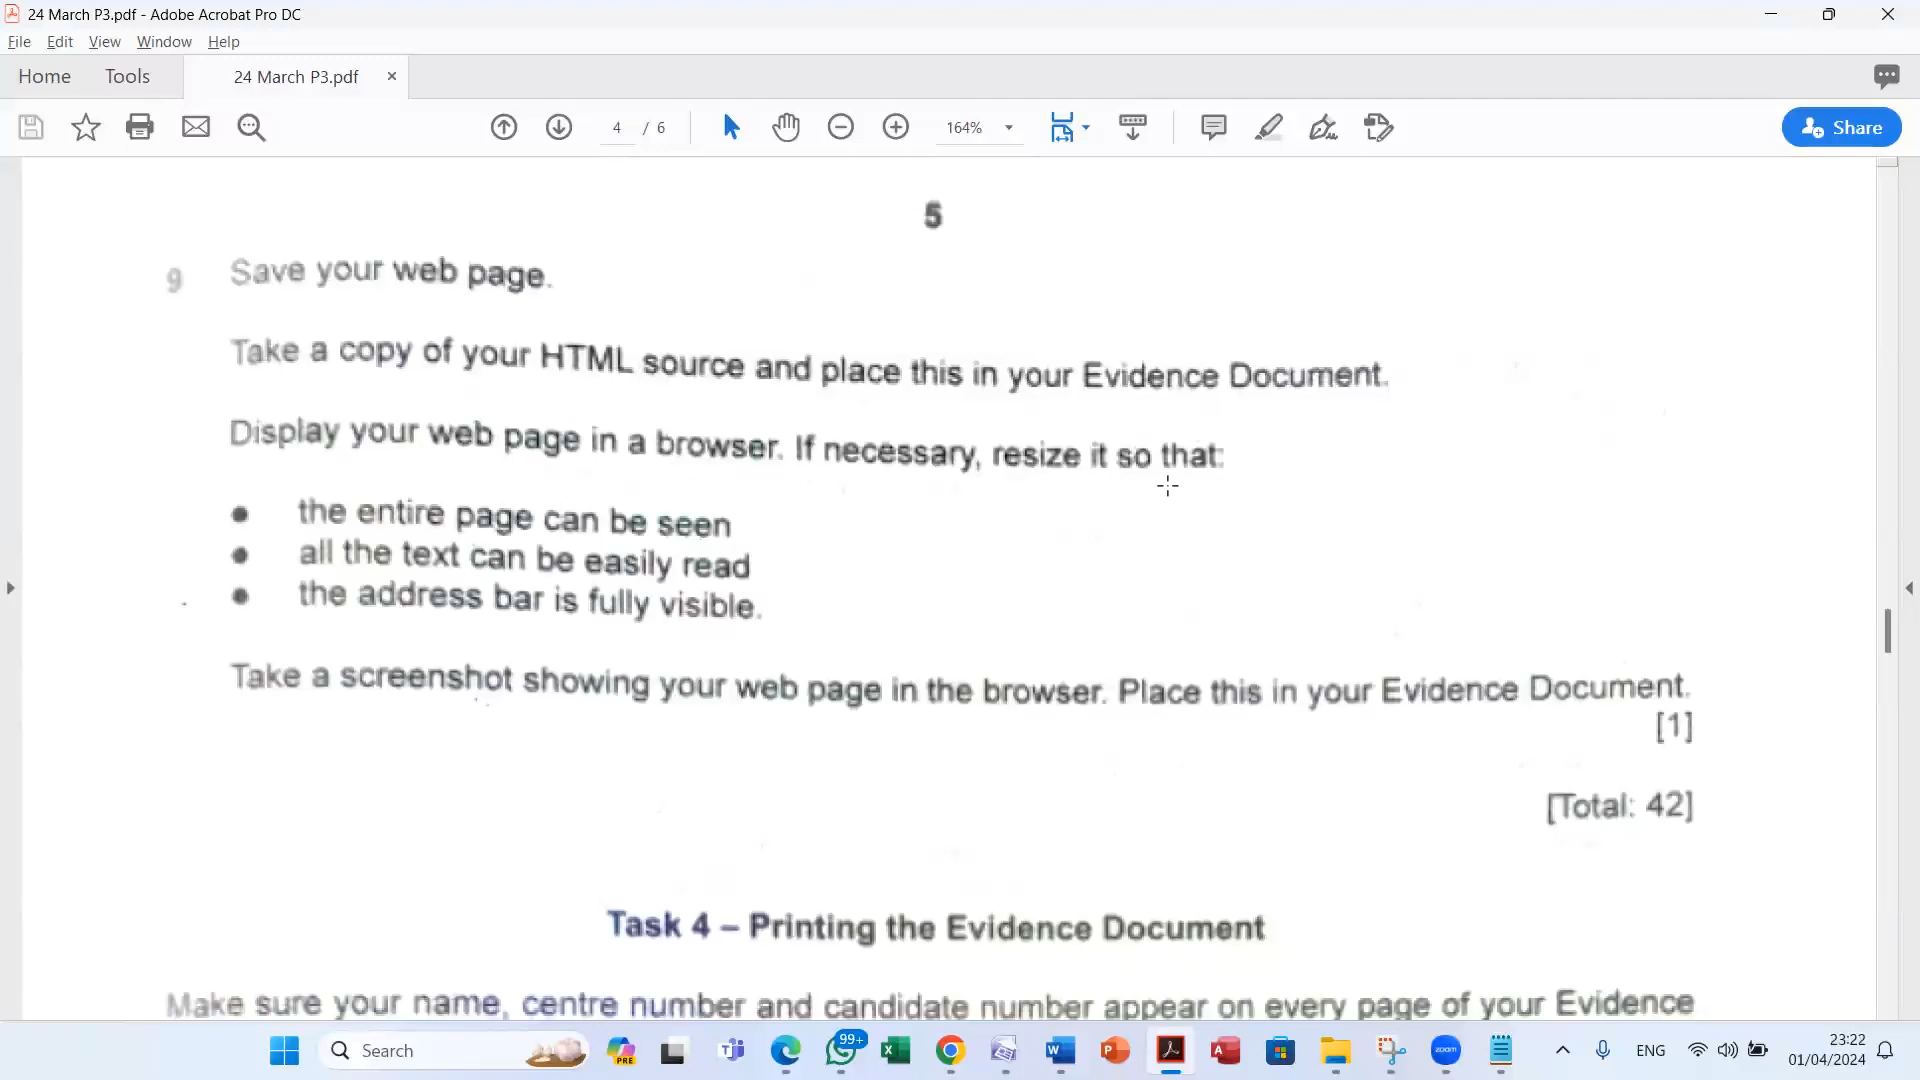 24 March P3.pdf - Adobe Acrobat Pro DC
File Edit View Window Help
Home Tools 24 March P3.pdf ×
4 / 6 164% Share
5
9 Save your web page.
Take a copy of your HTML source and place this in your Evidence Document.
Display your web page in a browser. If necessary, resize it so that:
● the entire page can be seen
● all the text can be easily read
● the address bar is fully visible.
Take a screenshot showing your web page in the browser. Place this in your Evidence Document.
[1]
[Total: 42]
Task 4 – Printing the Evidence Document
Make sure your name, centre number and candidate number appear on every page of your Evidence
Search PRE 99+ zoom ENG 23:22
01/04/2024